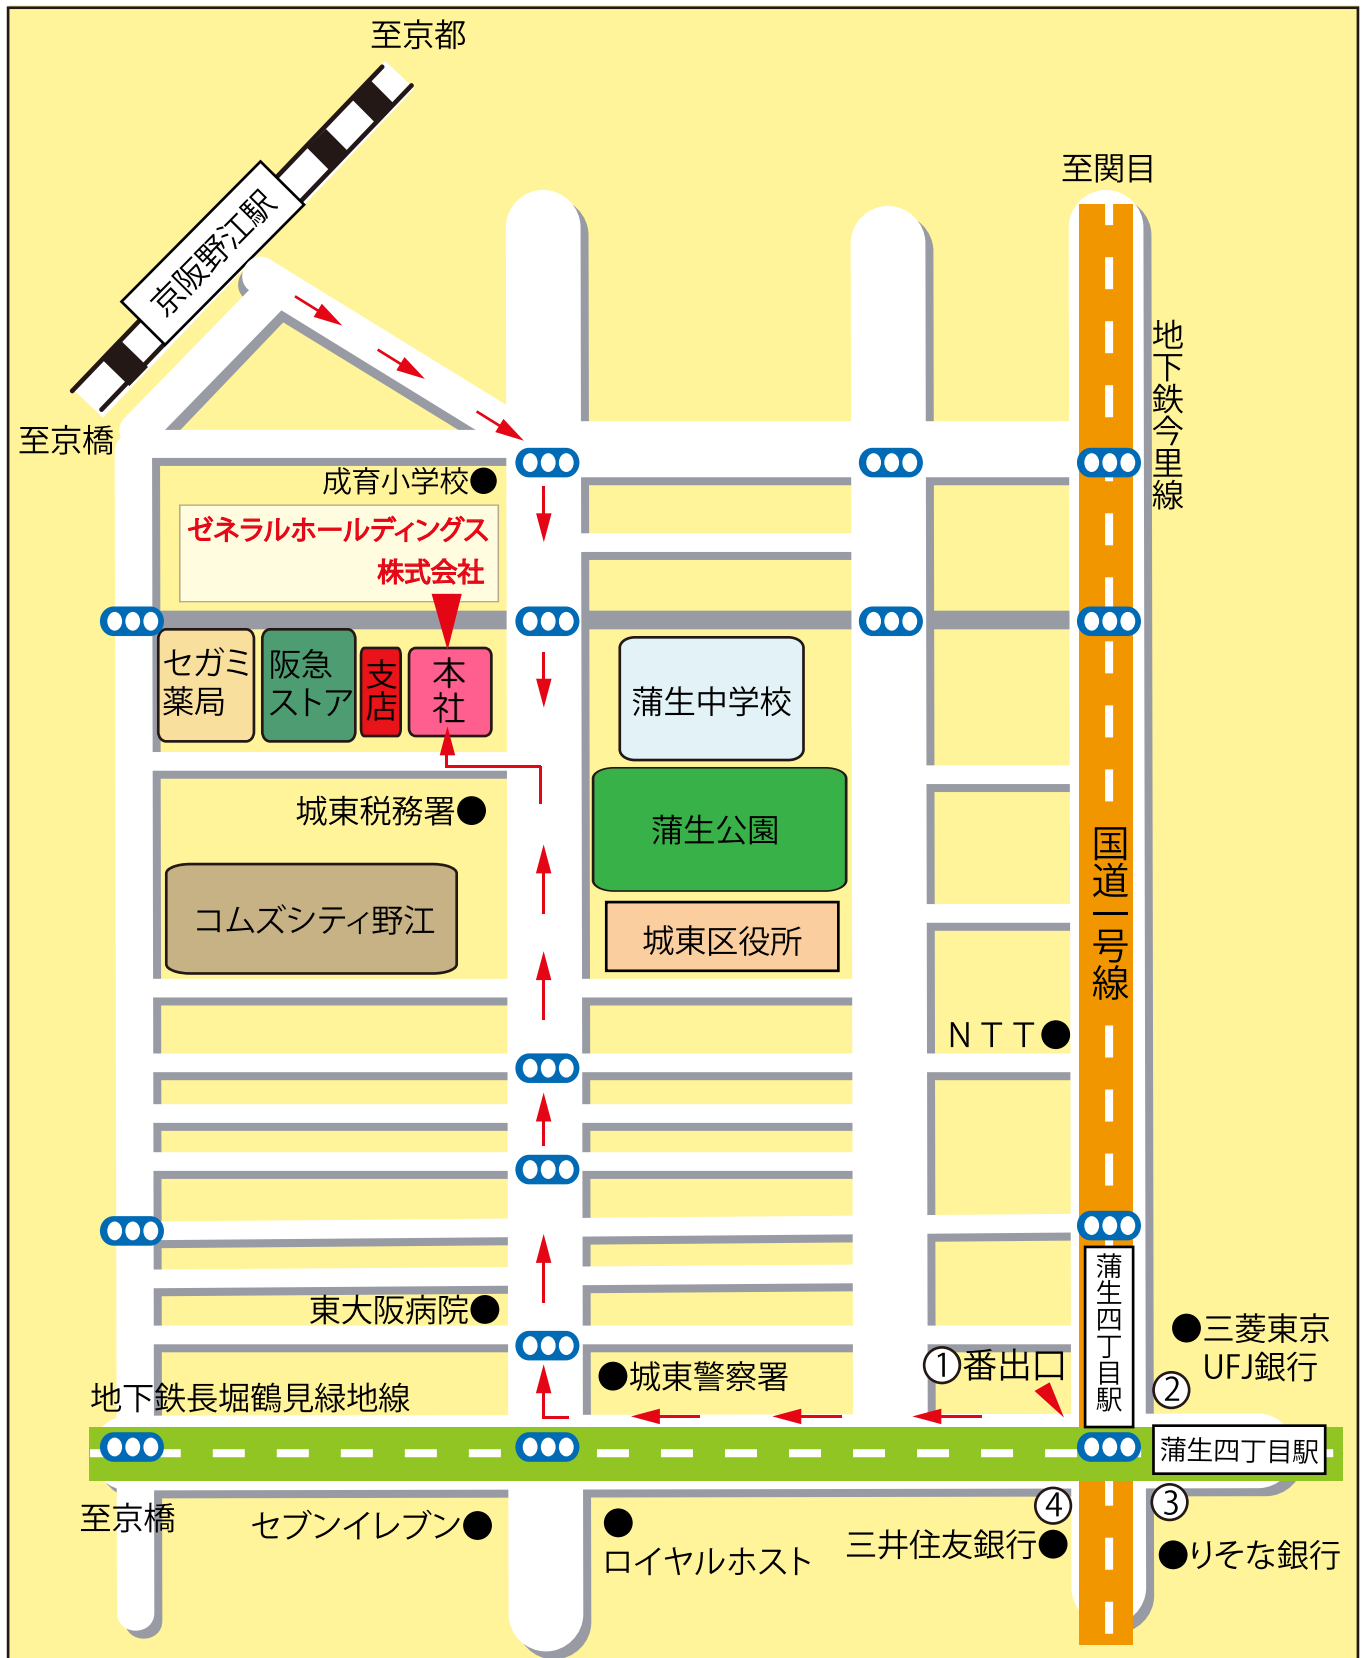 至京都
至関目
京阪野江駅
地下鉄今里線
至京橋
成育小学校
ゼネラルホールディングス
株式会社
セガミ
薬局
阪急
ストア
支店
本社
蒲生中学校
城東税務署
蒲生公園
国道一号線
コムズシティ野江
城東区役所
NTT
蒲生四丁目駅
東大阪病院
三菱東京
UFJ銀行
①番出口
城東警察署
②
地下鉄長堀鶴見緑地線
蒲生四丁目駅
至京橋
セブンイレブン
ロイヤルホスト
④
③
三井住友銀行
りそな銀行